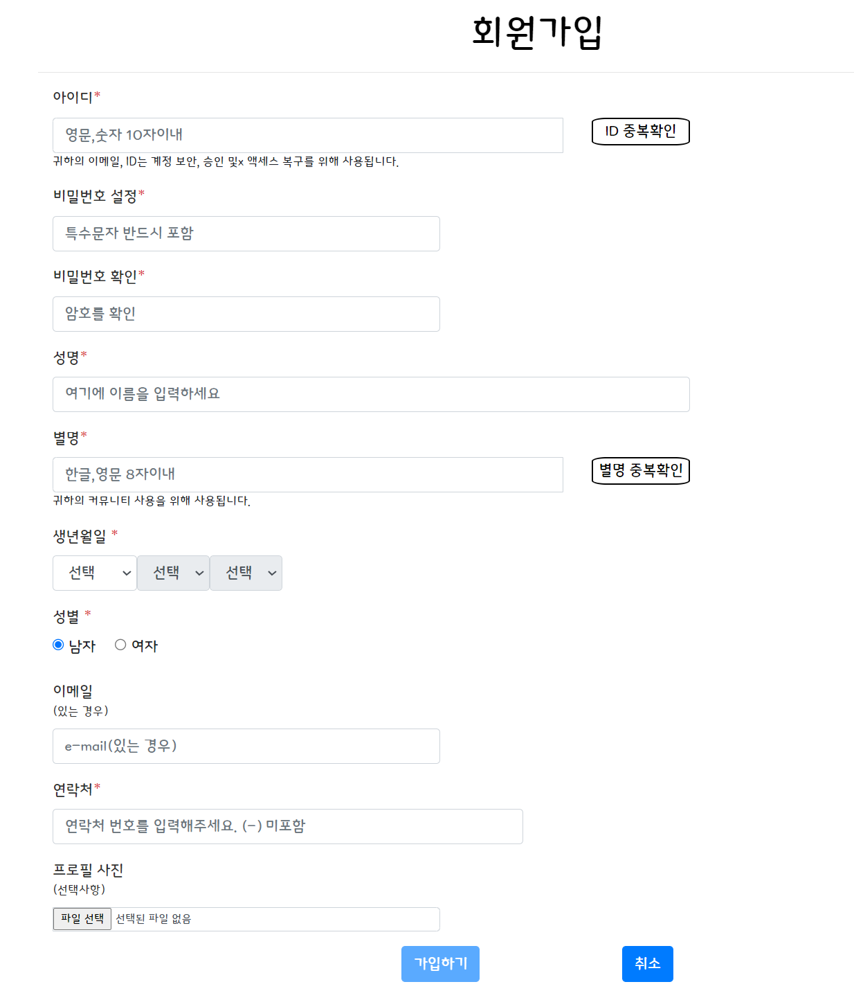 회원가입
아이디*
영문,숫자 10자이내
ID 중복확인
귀하의 이메일, ID는 계정 보안, 승인 및x 액세스 복구를 위해 사용됩니다.
비밀번호 설정*
특수문자 반드시 포함
비밀번호 확인*
암호를 확인
성명*
여기에 이름을 입력하세요
별명*
한글,영문 8자이내
별명 중복확인
귀하의 커뮤니티 사용을 위해 사용됩니다.
생년월일 *
선택 선택 선택
성별 *
남자 여자
이메일
(있는 경우)
e-mail(있는 경우)
연락처*
연락처 번호를 입력해주세요. (-) 미포함
프로필 사진
(선택사항)
파일 선택 선택된 파일 없음
가입하기 취소